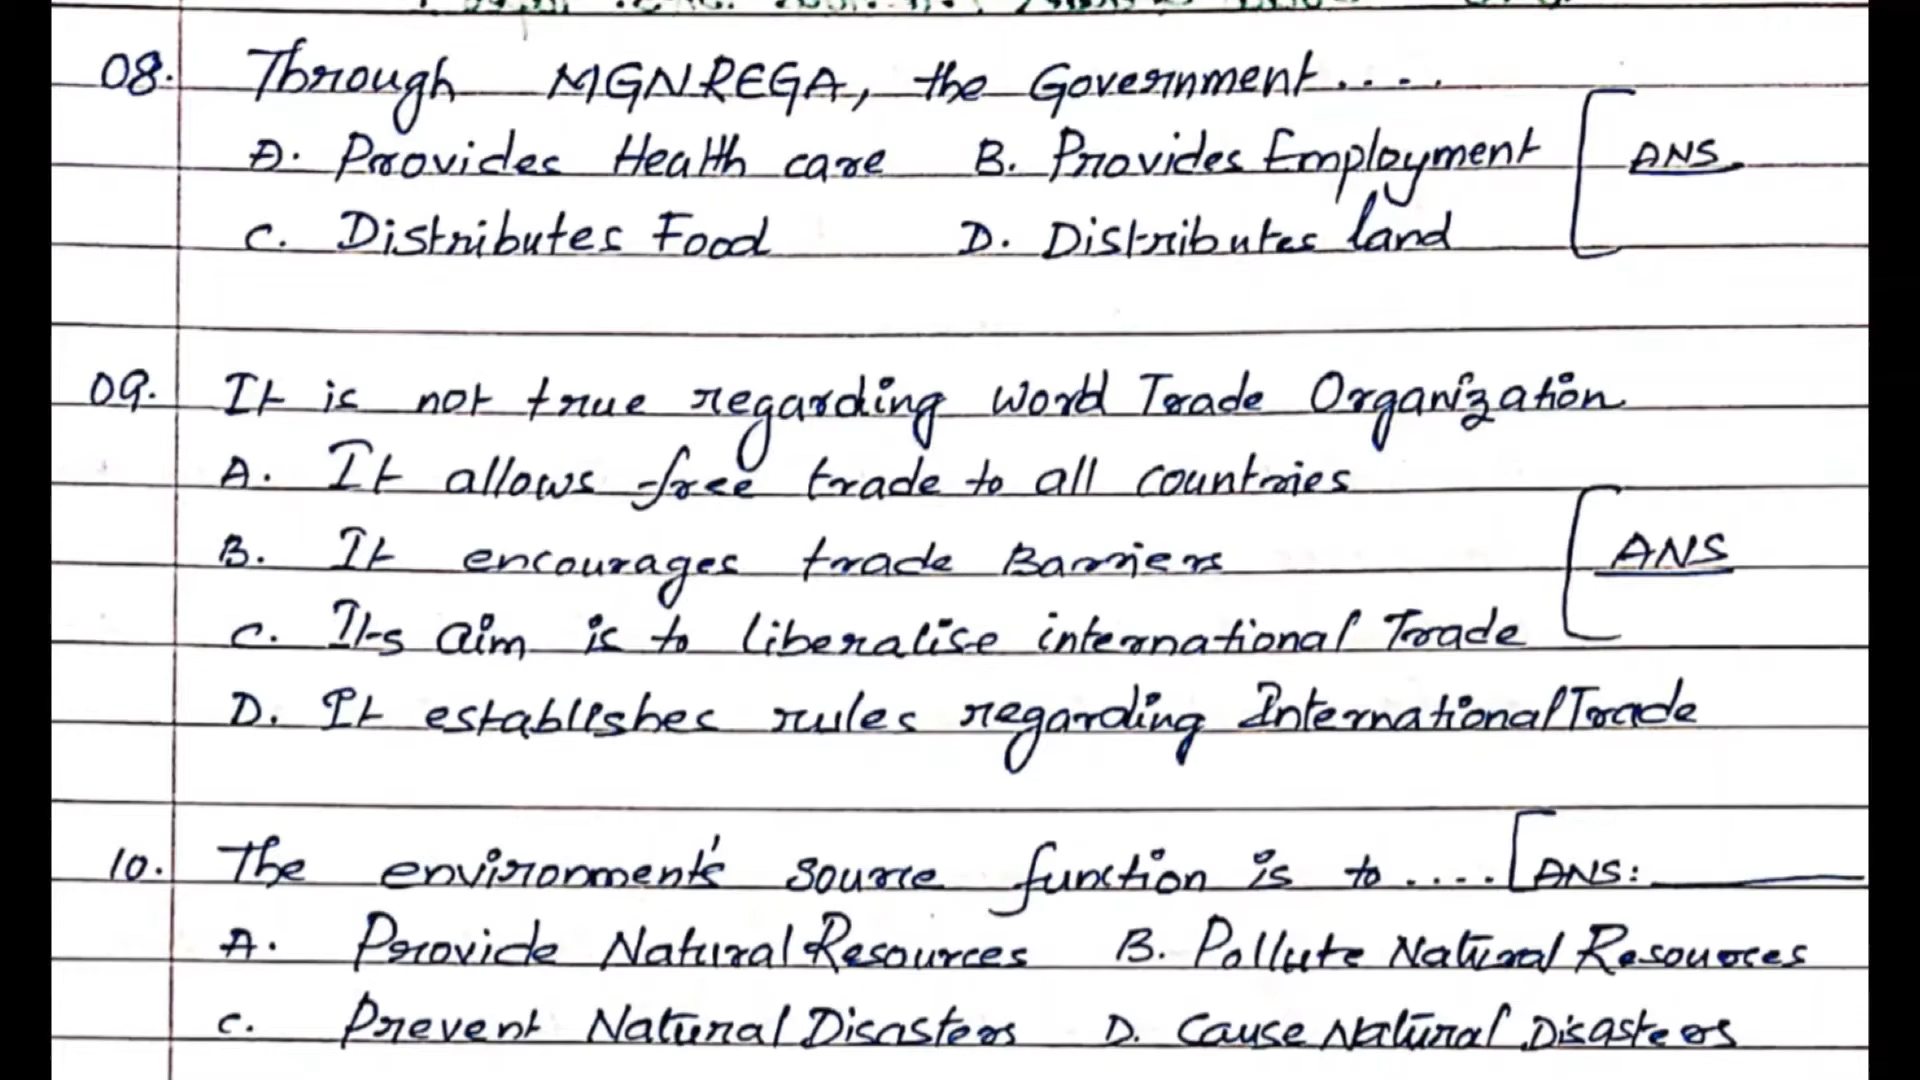 08. Through MGNREGA, the Government....
A. Provides Health care B. Provides Employment [ANS.
C. Distributes Food D. Distributes land
09. It is not true regarding World Trade Organization
A. It allows free trade to all countries
B. It encourages trade Barriers [ANS
C. Its aim is to liberalise international Trade
D. It establishes rules regarding International Trade
10. The environment's source function is to .... [ANS: ______
A. Provide Natural Resources B. Pollute Natural Resources
C. Prevent Natural Disasters D. Cause Natural Disasters